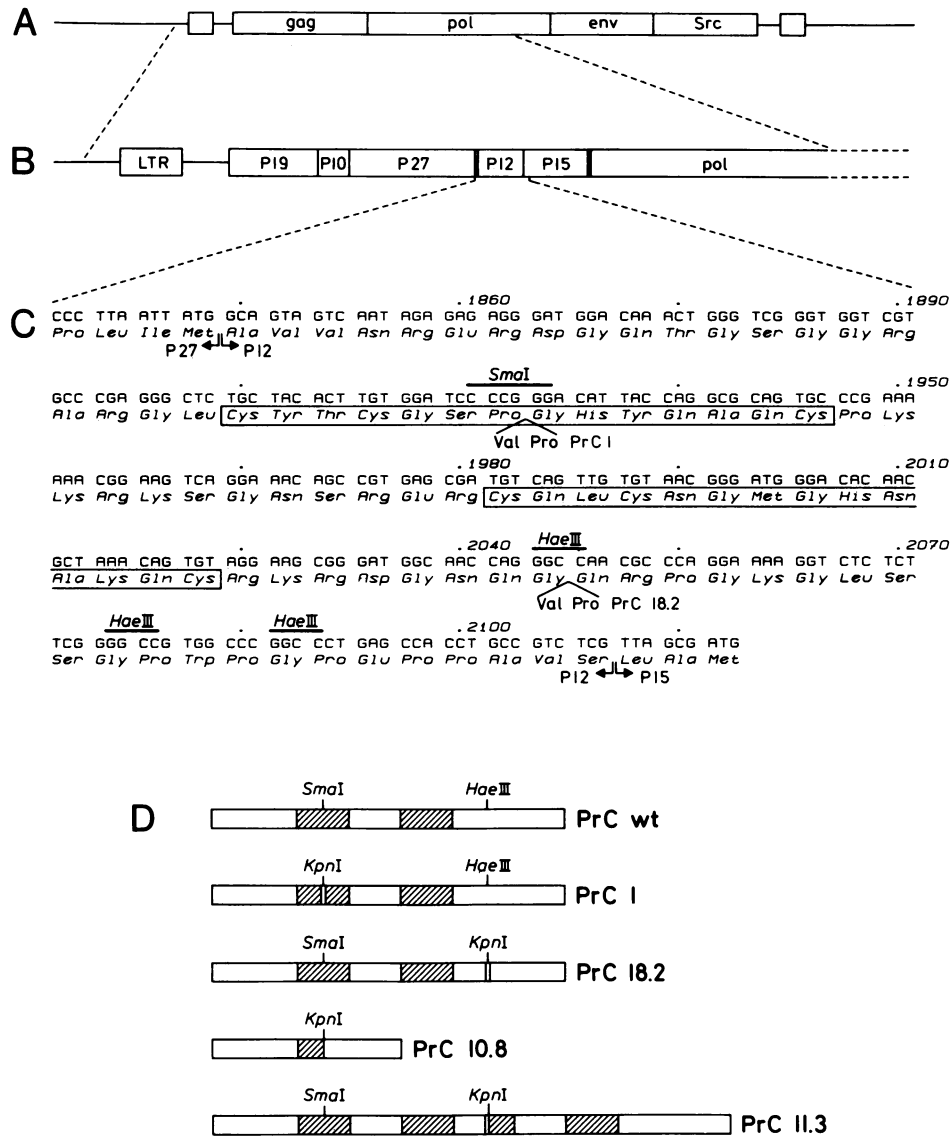 A
gag pol env Src
B
LTR P19 P10 P27 P12 P15 pol
C
.1860 .1890
CCC TTA ATT ATG GCA GTA GTC AAT AGA GAG AGG GAT GGA CAA ACT GGG TCG GGT GGT CGT
Pro Leu Ile Met Ala Val Val Asn Arg Glu Arg Asp Gly Gln Thr Gly Ser Gly Gly Arg
P27 P12
SmaI .1950
GCC CGA GGG CTC TGC TAC ACT TGT GGA TCC CCG GGA CAT TAT CAG GCG CAG TGC CCG AAA
Ala Arg Gly Leu Cys Tyr Thr Cys Gly Ser Pro Gly His Tyr Gln Ala Gln Cys Pro Lys
Val Pro PrC I
.1980 .2010
AAA CGG AAG TCA GGA AAC AGC CGT GAG CGA TGT CAG TTG TGT AAC GGG ATG GGA CAC AAC
Lys Arg Lys Ser Gly Asn Ser Arg Glu Arg Cys Gln Leu Cys Asn Gly Met Gly His Asn
.2040 HaeIII .2070
GCT AAA CAG TGT AGG AAG CGG GAT GGC AAC CAG GGC CAA CGC CCA GGA AAA GGT CTC TCT
Ala Lys Gln Cys Arg Lys Arg Asp Gly Asn Gln Gly Gln Arg Pro Gly Lys Gly Leu Ser
Val Pro PrC 18.2
HaeIII HaeIII .2100
TCG GGG CCG TGG CCC GGC CCT GAG CCA CCT GCC GTC TCG TTA GCG ATG
Ser Gly Pro Trp Pro Gly Pro Glu Pro Pro Ala Val Ser Leu Ala Met
P12 P15
D
SmaI HaeIII
PrC wt
KpnI HaeIII
PrC I
SmaI KpnI
PrC 18.2
KpnI
PrC 10.8
SmaI KpnI
PrC 11.3